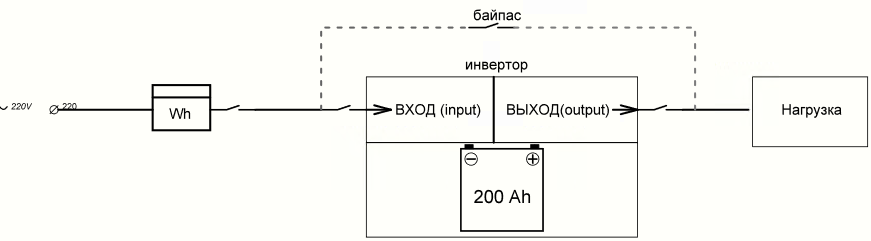 байпас
инвертор
220V
220
Wh
ВХОД (input)
ВЫХОД(output)
Нагрузка
200 Ah